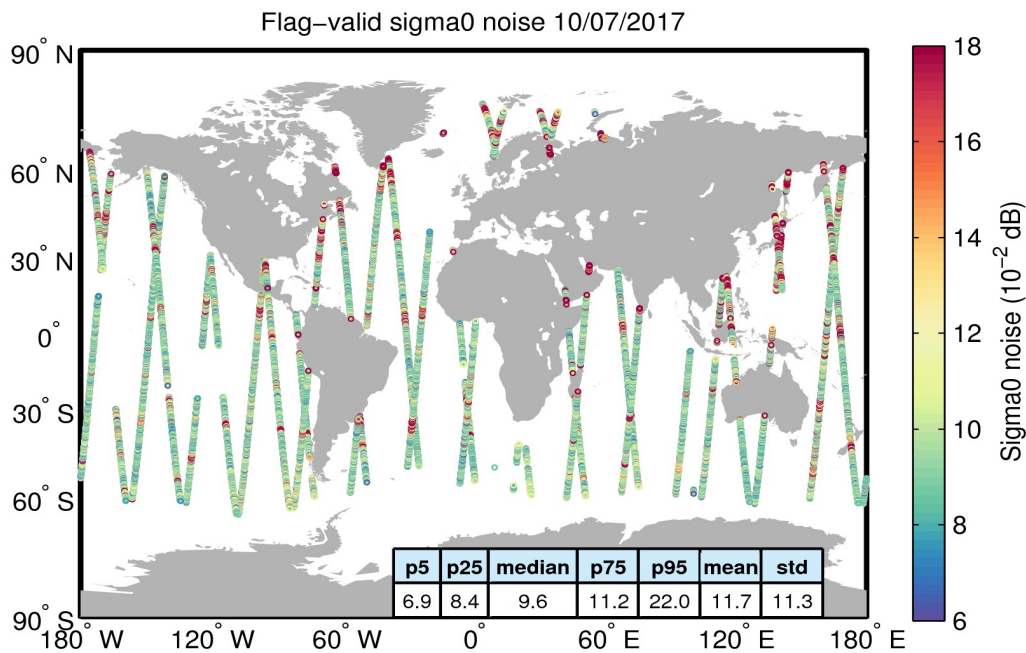 Flag−valid sigma0 noise 10/07/2017
90° N
60° N
30° N
0°
30° S
60° S
90° S
180° W
120° W
60° W
0°
60° E
120° E
180° E
p5 p25 median p75 p95 mean std
6.9 8.4 9.6 11.2 22.0 11.7 11.3
18
16
14
12
10
8
6
Sigma0 noise (10⁻² dB)